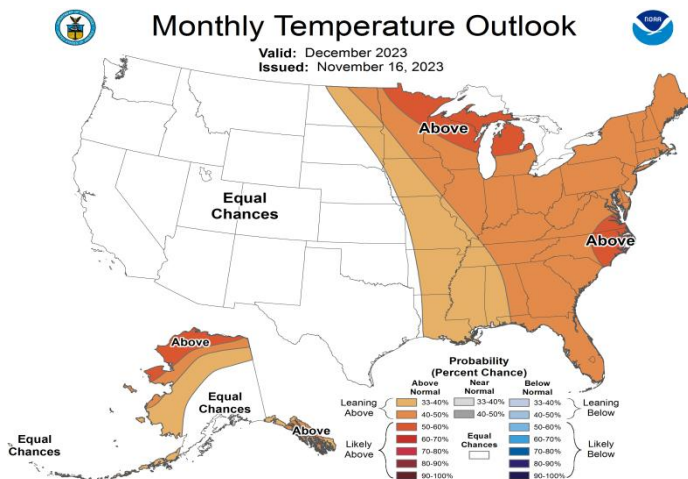 Monthly Temperature Outlook
NOAA
Valid: December 2023
Issued: November 16, 2023
Above
Equal
Chances
Above
Above
Equal
Chances
Equal
Chances
Above
Probability
(Percent Chance)
Above
Normal
Near
Normal
Below
Normal
Leaning
Above
33-40%
33-40%
33-40%
Leaning
Below
40-50%
40-50%
40-50%
Likely
Above
50-60%
50-60%
Likely
Below
60-70%
60-70%
70-80%
Equal
Chances
70-80%
80-90%
80-90%
90-100%
90-100%